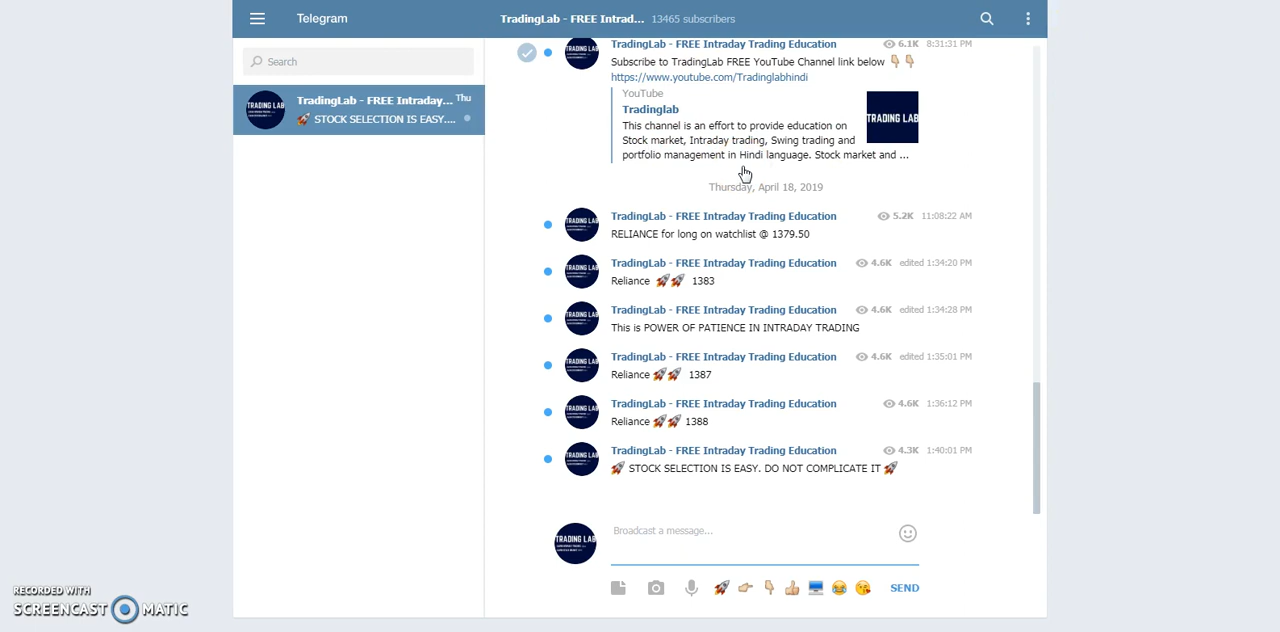 Telegram
TradingLab - FREE Intrad... 13465 subscribers
Search
TradingLab - FREE Intraday... Thu
🚀 STOCK SELECTION IS EASY....
TradingLab - FREE Intraday Trading Education 6.1K 8:31:31 PM
Subscribe to TradingLab FREE YouTube Channel link below 👇🏼👇🏼
https://www.youtube.com/Tradinglabhindi
YouTube
Tradinglab
This channel is an effort to provide education on
Stock market, Intraday trading, Swing trading and
portfolio management in Hindi language. Stock market and ...
TRADING LAB
Thursday, April 18, 2019
TradingLab - FREE Intraday Trading Education 5.2K 11:08:22 AM
RELIANCE for long on watchlist @ 1379.50
TradingLab - FREE Intraday Trading Education 4.6K edited 1:34:20 PM
Reliance 🚀🚀 1383
TradingLab - FREE Intraday Trading Education 4.6K edited 1:34:28 PM
This is POWER OF PATIENCE IN INTRADAY TRADING
TradingLab - FREE Intraday Trading Education 4.6K edited 1:35:01 PM
Reliance 🚀🚀 1387
TradingLab - FREE Intraday Trading Education 4.6K 1:36:12 PM
Reliance 🚀🚀 1388
TradingLab - FREE Intraday Trading Education 4.3K 1:40:01 PM
🚀 STOCK SELECTION IS EASY. DO NOT COMPLICATE IT 🚀
TRADING LAB
Broadcast a message...
SEND
RECORDED WITH
SCREENCAST MATIC